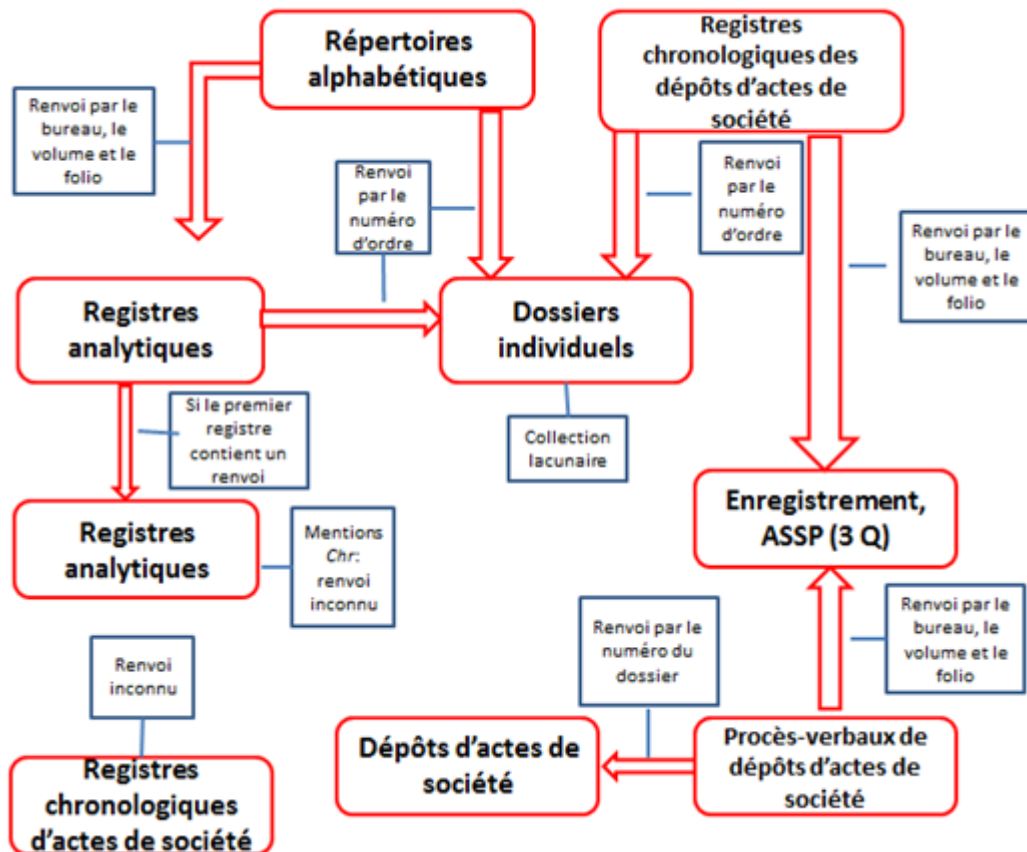 Répertoires
alphabétiques
Registres
chronologiques des
dépôts d'actes de
société
Renvoi par le
bureau, le
volume et le
folio
Renvoi
par le
numéro
d'ordre
Renvoi
par le
numéro
d'ordre
Renvoi par le
bureau, le
volume et le
folio
Registres
analytiques
Dossiers
individuels
Si le premier
registre
contient un
renvoi
Collection
lacunaire
Enregistrement,
ASSP (3 Q)
Registres
analytiques
Mentions
Chr:
renvoi
inconnu
Renvoi par le
numéro du
dossier
Renvoi par le
bureau, le
volume et le
folio
Renvoi
inconnu
Dépôts d'actes de
société
Procès-verbaux de
dépôts d'actes de
société
Registres
chronologiques
d'actes de société